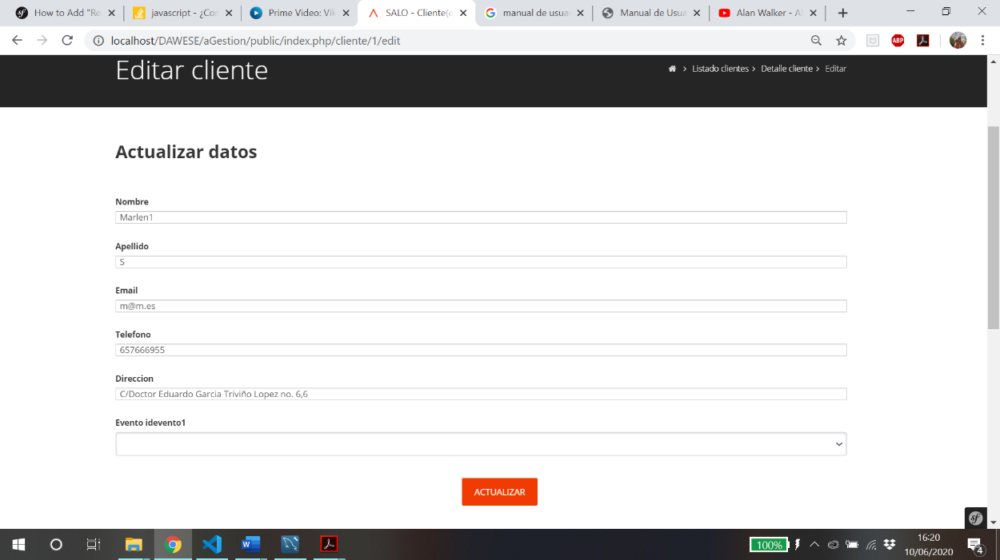 How to Add "Re
javascript - ¿Con
Prime Video: Vik
SALO - Cliente(e
manual de usua
Manual de Usua
Alan Walker - A
localhost/DAWESE/aGestion/public/index.php/cliente/1/edit
ABP
Editar cliente
Listado clientes > Detalle cliente > Editar
Actualizar datos
Nombre
Marlen1
Apellido
S
Email
m@m.es
Telefono
657666955
Direccion
C/Doctor Eduardo Garcia Triviño Lopez no. 6,6
Evento idevento1
ACTUALIZAR
100%
16:20
10/06/2020
4